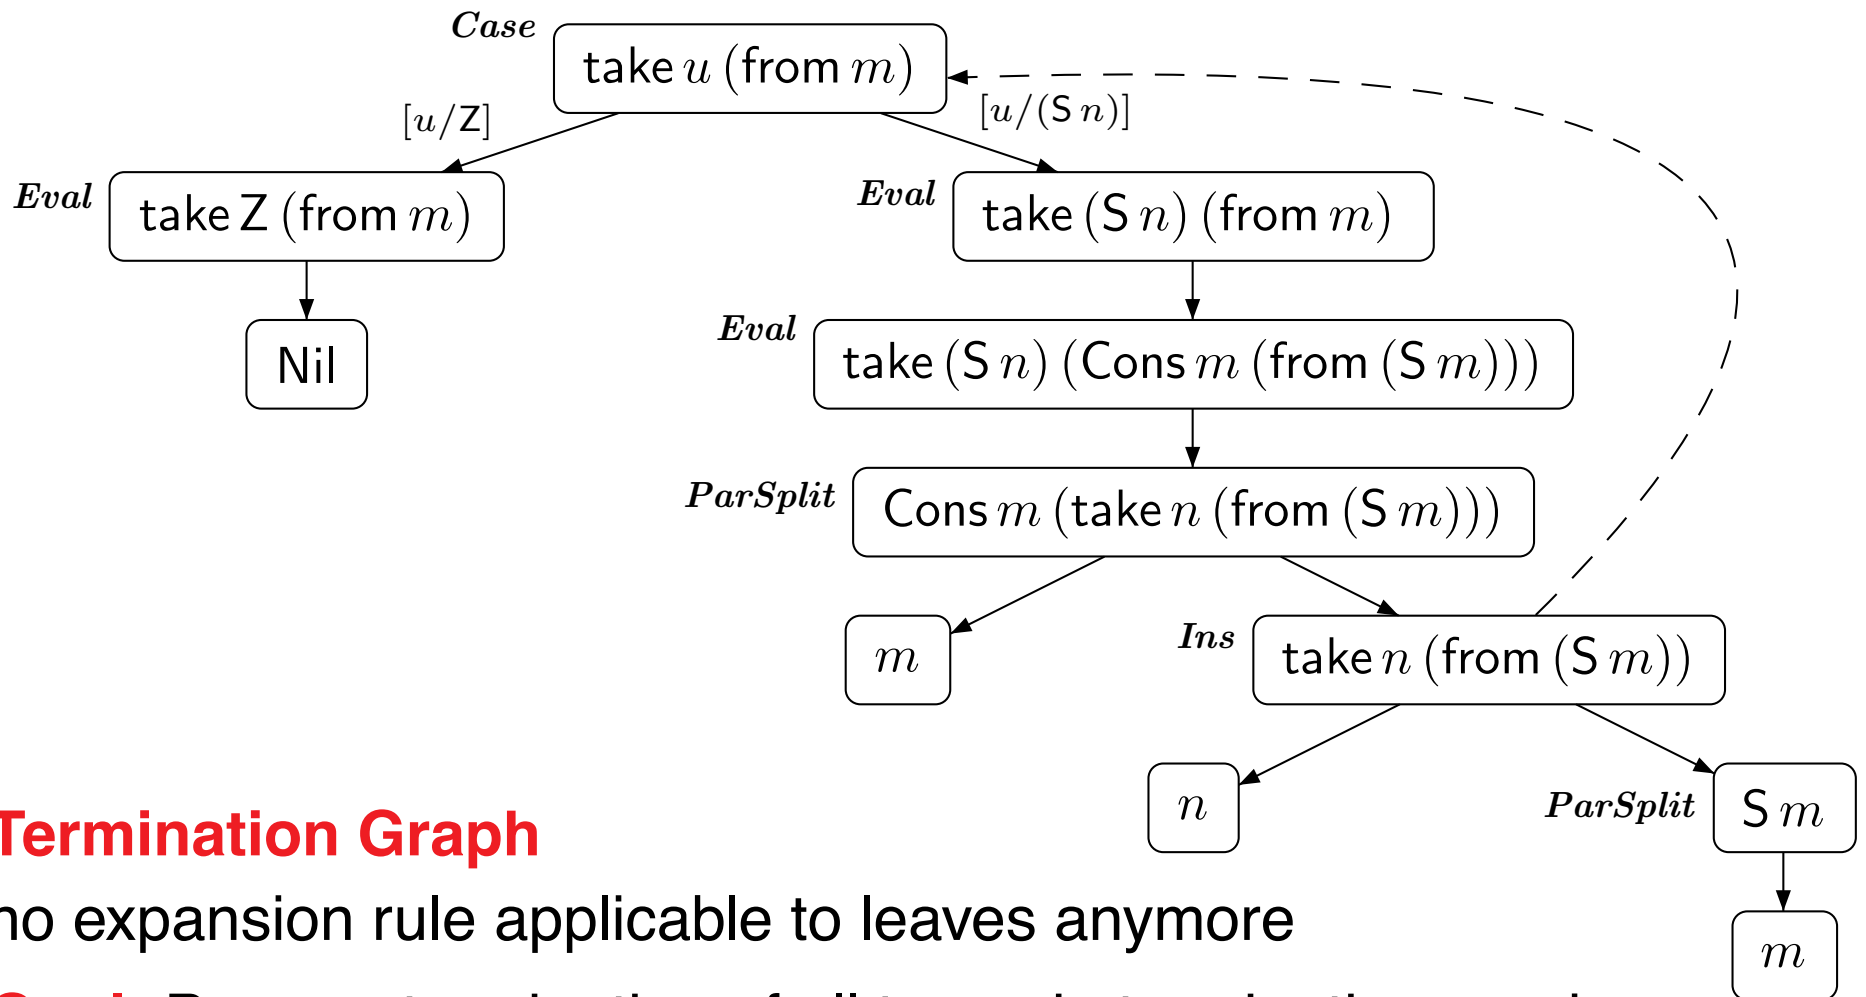 Case
take u (from m)
[u/Z]
[u/(S n)]
Eval
take Z (from m)
Eval
take (S n) (from m)
Nil
Eval
take (S n) (Cons m (from (S m)))
ParSplit
Cons m (take n (from (S m)))
m
Ins
take n (from (S m))
n
ParSplit
S m
Termination Graph
no expansion rule applicable to leaves anymore
m